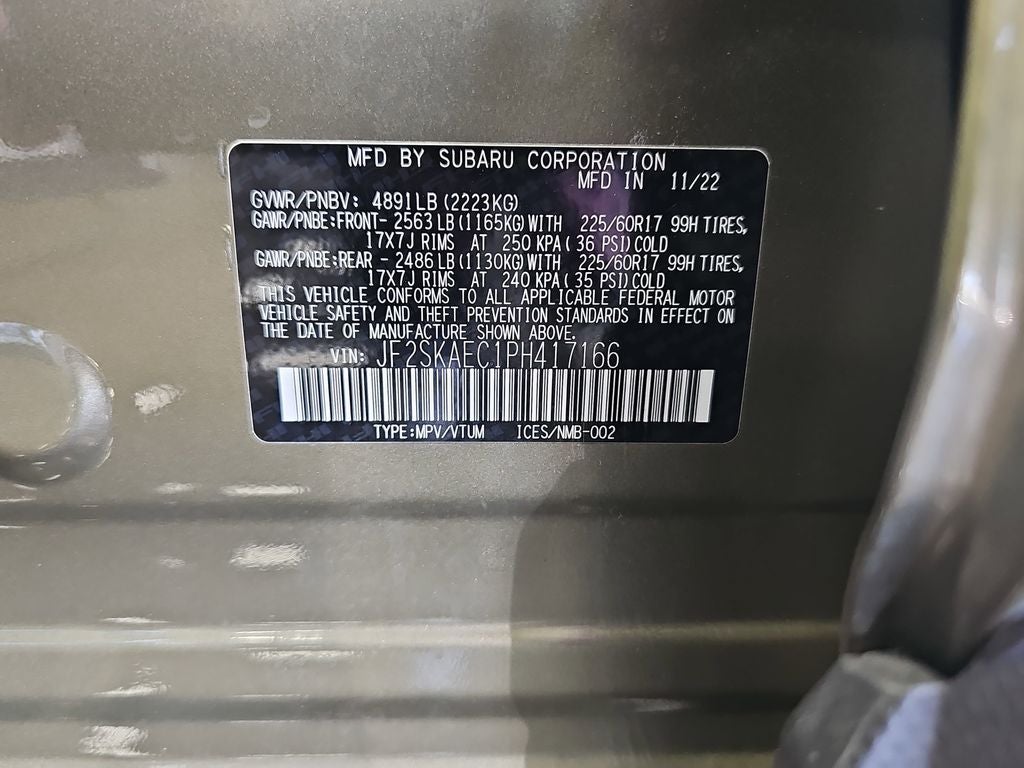 MFD BY SUBARU CORPORATION
MFD IN 11/22
GVWR/PNBV: 4891LB(2223KG)
GAWR/PNBE:FRONT- 2563LB(1165KG)WITH 225/60R17 99H TIRES,
17X7J RIMS AT 250 KPA( 36 PSI)COLD
GAWR/PNBE:REAR - 2486LB(1130KG)WITH 225/60R17 99H TIRES,
17X7J RIMS AT 240 KPA( 35 PSI)COLD
THIS VEHICLE CONFORMS TO ALL APPLICABLE FEDERAL MOTOR
VEHICLE SAFETY AND THEFT PREVENTION STANDARDS IN EFFECT ON
THE DATE OF MANUFACTURE SHOWN ABOVE.
VIN: JF2SKAEC1PH417166
TYPE:MPV/VTUM ICES/NMB-002